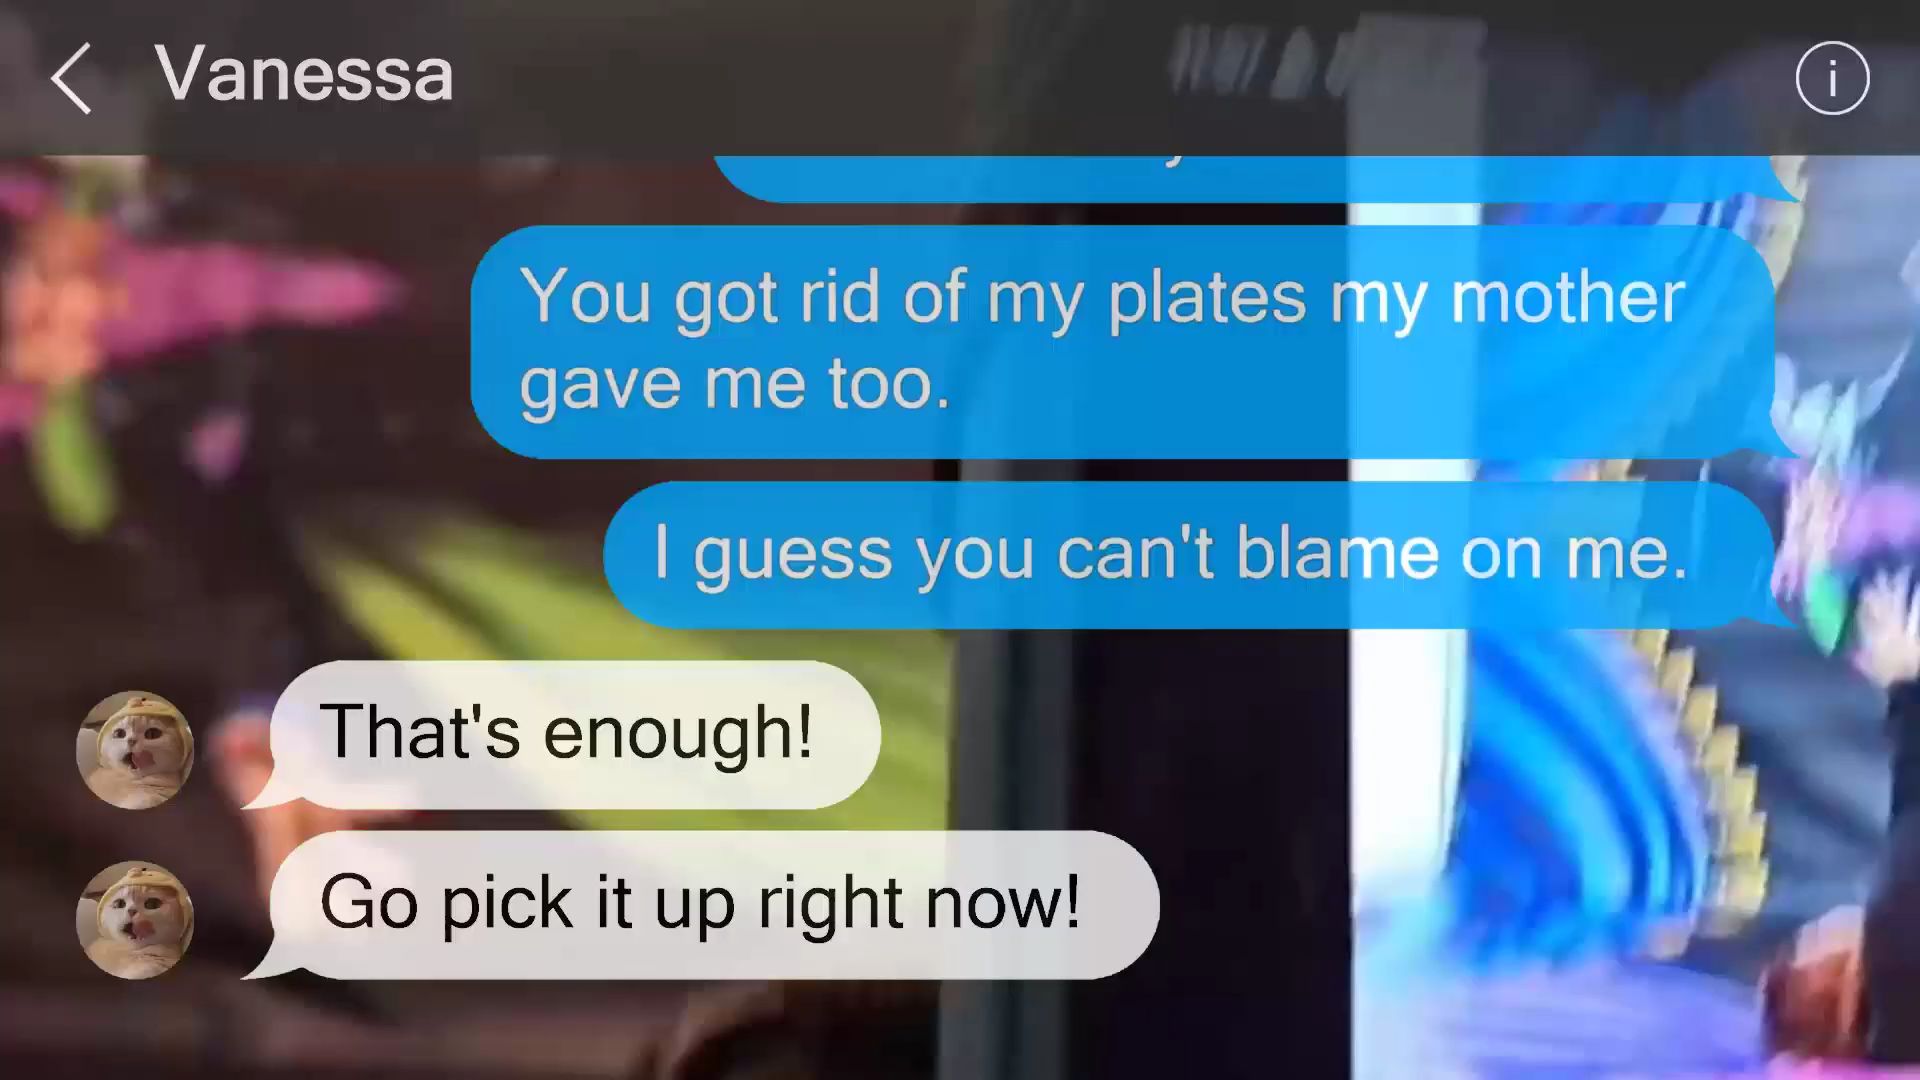 Vanessa
You got rid of my plates my mother
gave me too.
I guess you can't blame on me.
That's enough!
Go pick it up right now!